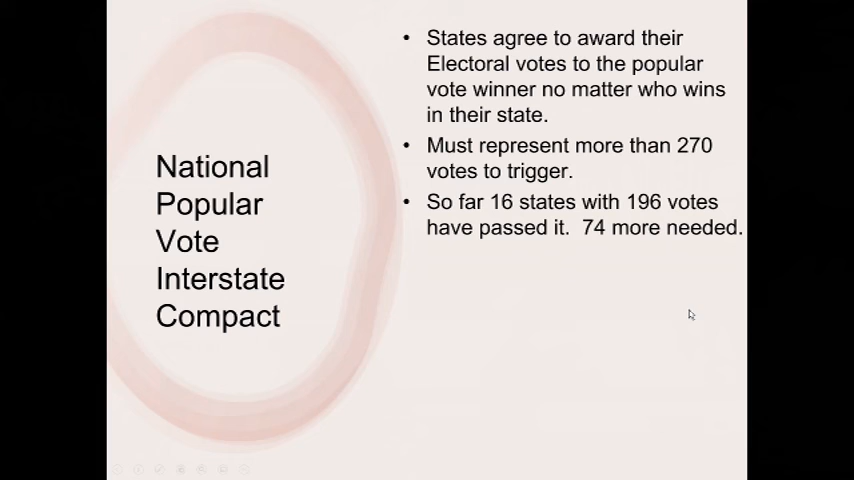 National
Popular
Vote
Interstate
Compact
• States agree to award their
Electoral votes to the popular
vote winner no matter who wins
in their state.
• Must represent more than 270
votes to trigger.
• So far 16 states with 196 votes
have passed it.  74 more needed.